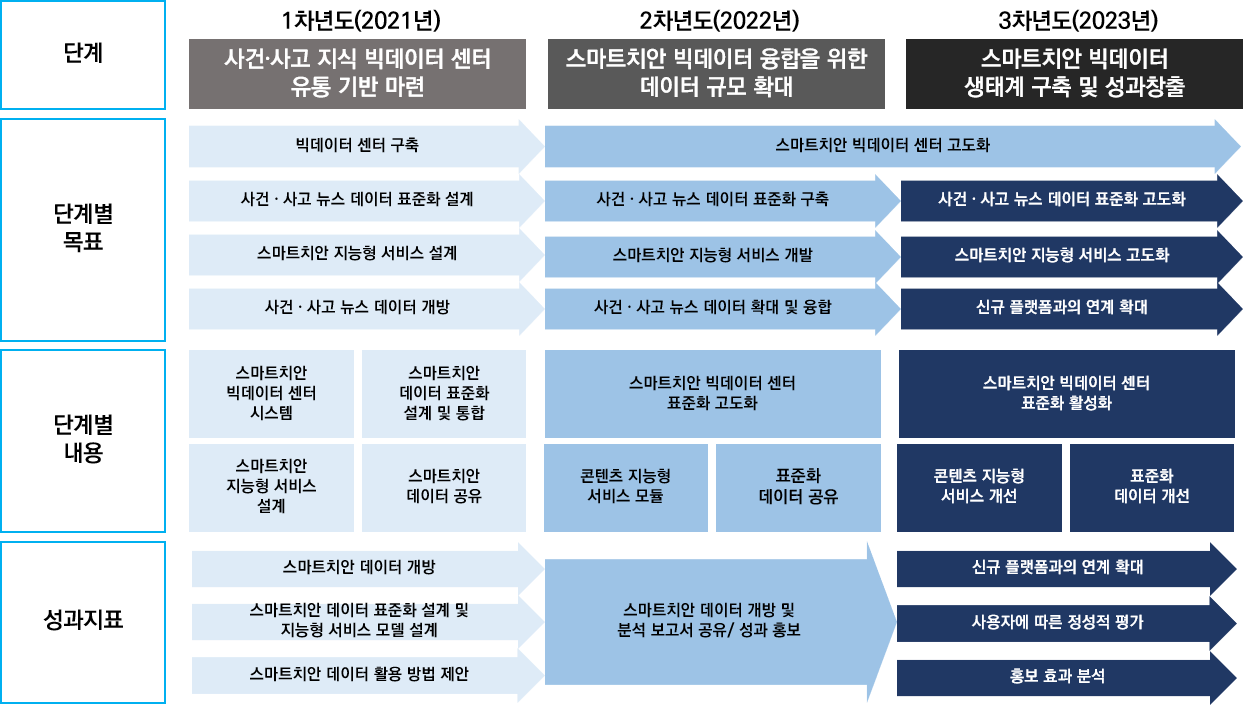 1차년도(2021년)
2차년도(2022년)
3차년도(2023년)
단계
사건·사고 지식 빅데이터 센터
유통 기반 마련
스마트치안 빅데이터 융합을 위한
데이터 규모 확대
스마트치안 빅데이터
생태계 구축 및 성과창출
단계별
목표
빅데이터 센터 구축
스마트치안 빅데이터 센터 고도화
사건 · 사고 뉴스 데이터 표준화 설계
사건 · 사고 뉴스 데이터 표준화 구축
사건 · 사고 뉴스 데이터 표준화 고도화
스마트치안 지능형 서비스 설계
스마트치안 지능형 서비스 개발
스마트치안 지능형 서비스 고도화
사건 · 사고 뉴스 데이터 개방
사건 · 사고 뉴스 데이터 확대 및 융합
신규 플랫폼과의 연계 확대
단계별
내용
스마트치안
빅데이터 센터
시스템
스마트치안
데이터 표준화
설계 및 통합
스마트치안 빅데이터 센터
표준화 고도화
스마트치안 빅데이터 센터
표준화 활성화
스마트치안
지능형 서비스
설계
스마트치안
데이터 공유
콘텐츠 지능형
서비스 모듈
표준화
데이터 공유
콘텐츠 지능형
서비스 개선
표준화
데이터 개선
성과지표
스마트치안 데이터 개방
스마트치안 데이터 표준화 설계 및
지능형 서비스 모델 설계
스마트치안 데이터 활용 방법 제안
스마트치안 데이터 개방 및
분석 보고서 공유/ 성과 홍보
신규 플랫폼과의 연계 확대
사용자에 따른 정성적 평가
홍보 효과 분석